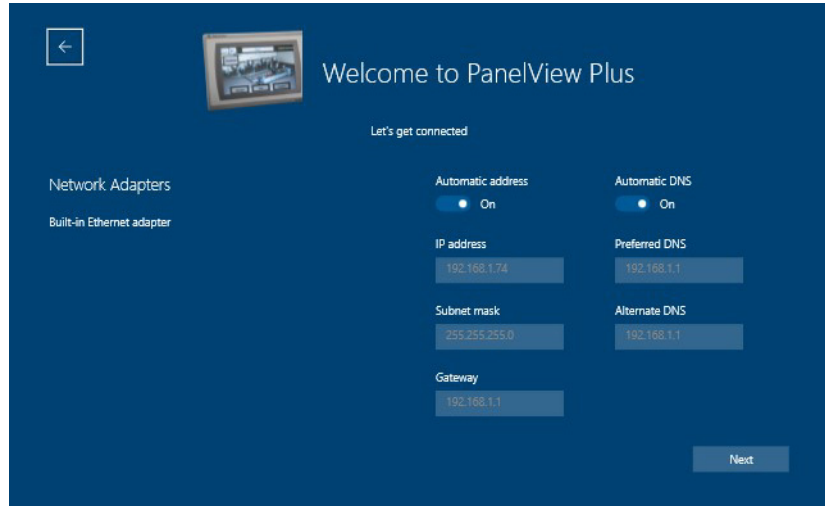 Welcome to PanelView Plus
Let's get connected
Network Adapters
Built-in Ethernet adapter
Automatic address
On
Automatic DNS
On
IP address
192.168.1.74
Preferred DNS
192.168.1.1
Subnet mask
255.255.255.0
Alternate DNS
192.168.1.1
Gateway
192.168.1.1
Next